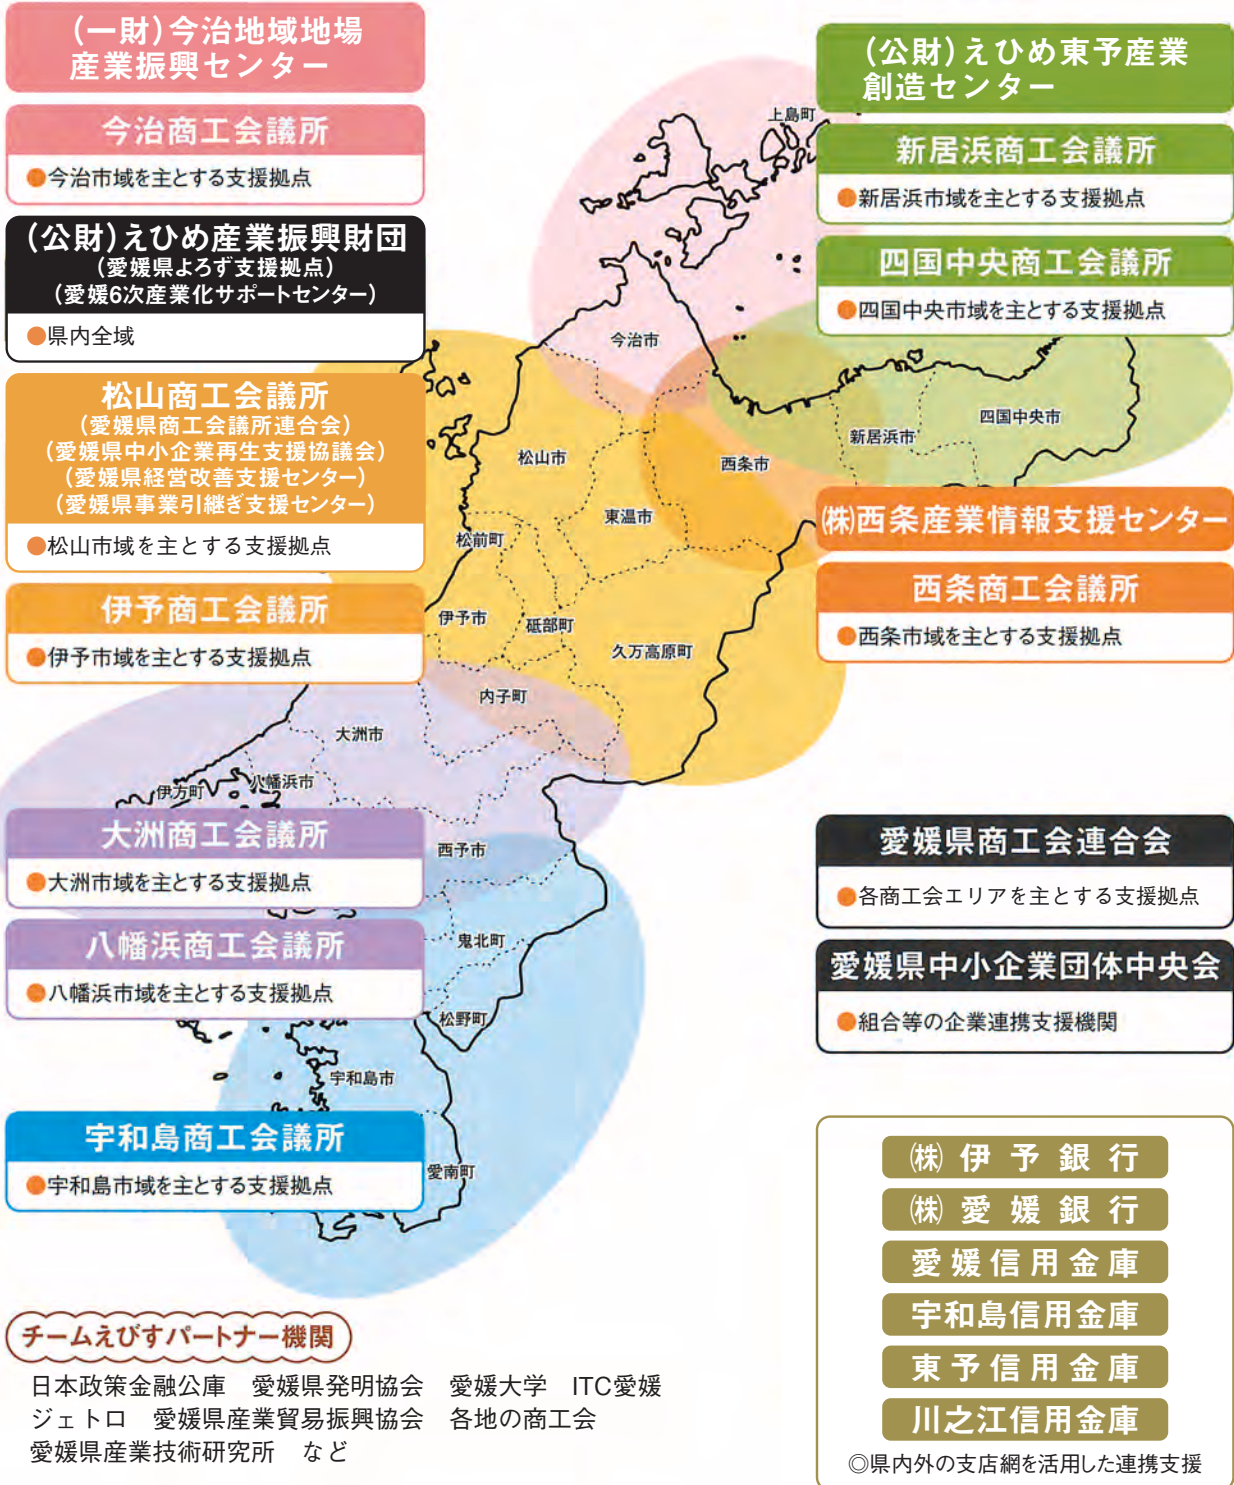 (一財)今治地域地場
産業振興センター
今治商工会議所
●今治市域を主とする支援拠点
(公財)えひめ産業振興財団
(愛媛県よろず支援拠点)
(愛媛6次産業化サポートセンター)
●県内全域
松山商工会議所
(愛媛県商工会議所連合会)
(愛媛県中小企業再生支援協議会)
(愛媛県経営改善支援センター)
(愛媛県事業引継ぎ支援センター)
●松山市域を主とする支援拠点
伊予商工会議所
●伊予市域を主とする支援拠点
大洲商工会議所
●大洲市域を主とする支援拠点
八幡浜商工会議所
●八幡浜市域を主とする支援拠点
宇和島商工会議所
●宇和島市域を主とする支援拠点
上島町
今治市
四国中央市
新居浜市
西条市
松山市
東温市
松前町
伊予市
砥部町
久万高原町
内子町
大洲市
八幡浜市
伊方町
西予市
鬼北町
松野町
宇和島市
愛南町
(公財)えひめ東予産業
創造センター
新居浜商工会議所
●新居浜市域を主とする支援拠点
四国中央商工会議所
●四国中央市域を主とする支援拠点
㈱西条産業情報支援センター
西条商工会議所
●西条市域を主とする支援拠点
愛媛県商工会連合会
●各商工会エリアを主とする支援拠点
愛媛県中小企業団体中央会
●組合等の企業連携支援機関
㈱伊予銀行
㈱愛媛銀行
愛媛信用金庫
宇和島信用金庫
東予信用金庫
川之江信用金庫
◎県内外の支店網を活用した連携支援
チームえびすパートナー機関
日本政策金融公庫　愛媛県発明協会　愛媛大学　ITC愛媛
ジェトロ　愛媛県産業貿易振興協会　各地の商工会
愛媛県産業技術研究所　など